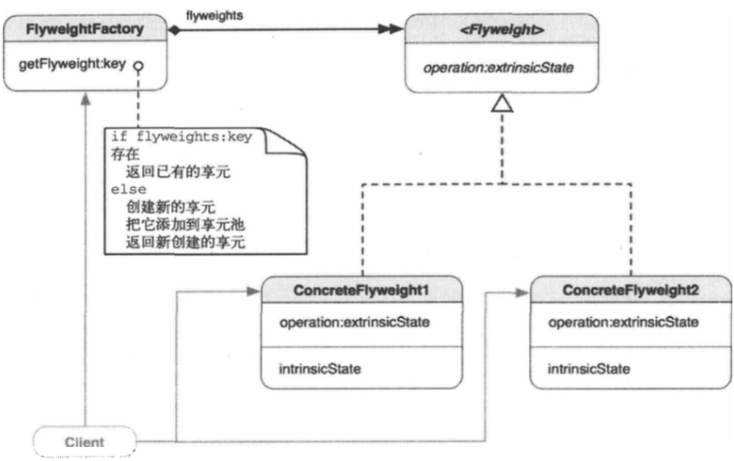 flyweights
FlyweightFactory
<Flyweight>
getFlyweight:key
operation:extrinsicState
if flyweights:key
存在
返回已有的享元
else
创建新的享元
把它添加到享元池
返回新创建的享元
ConcreteFlyweight1
ConcreteFlyweight2
operation:extrinsicState
operation:extrinsicState
intrinsicState
intrinsicState
Client